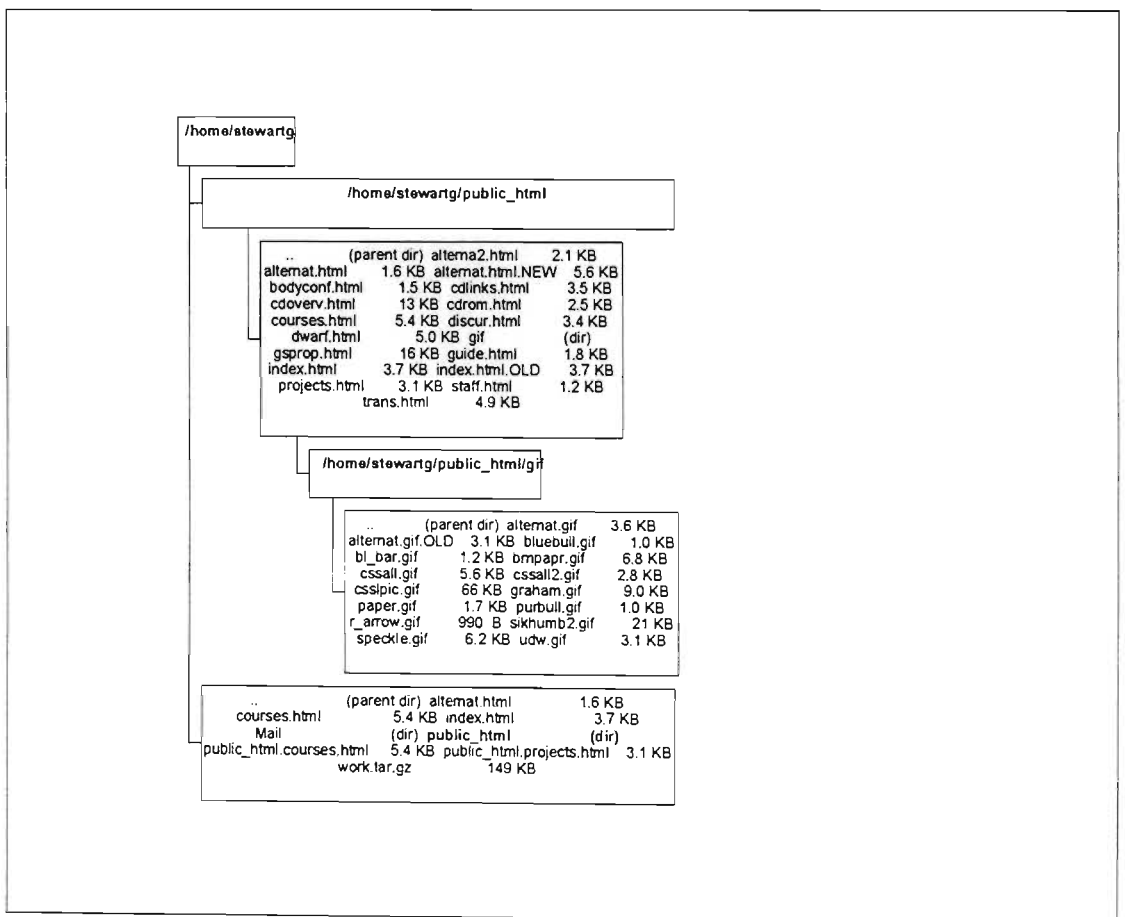 /home/stewartg
/home/stewartg/public_html
.. (parent dir) alterna2.html 2.1 KB
alternat.html 1.6 KB alternat.html.NEW 5.6 KB
bodyconf.html 1.5 KB cdlinks.html 3.5 KB
cdoverv.html 13 KB cdrom.html 2.5 KB
courses.html 5.4 KB discur.html 3.4 KB
dwarf.html 5.0 KB gif (dir)
gsprop.html 16 KB guide.html 1.8 KB
index.html 3.7 KB index.html.OLD 3.7 KB
projects.html 3.1 KB staff.html 1.2 KB
trans.html 4.9 KB
/home/stewartg/public_html/gif
.. (parent dir) alternat.gif 3.6 KB
alternat.gif.OLD 3.1 KB bluebull.gif 1.0 KB
bl_bar.gif 1.2 KB bmpapr.gif 6.8 KB
cssall.gif 5.6 KB cssall2.gif 2.8 KB
csslpic.gif 66 KB graham.gif 9.0 KB
paper.gif 1.7 KB purbull.gif 1.0 KB
r_arrow.gif 990 B sikhumb2.gif 21 KB
speckle.gif 6.2 KB udw.gif 3.1 KB
.. (parent dir) alternat.html 1.6 KB
courses.html 5.4 KB index.html 3.7 KB
Mail (dir) public_html (dir)
public_html.courses.html 5.4 KB public_html.projects.html 3.1 KB
work.tar.gz 149 KB